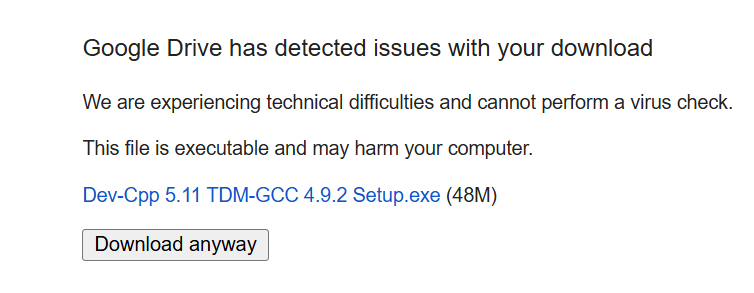 Google Drive has detected issues with your download
We are experiencing technical difficulties and cannot perform a virus check.
This file is executable and may harm your computer.
Dev-Cpp 5.11 TDM-GCC 4.9.2 Setup.exe (48M)
Download anyway